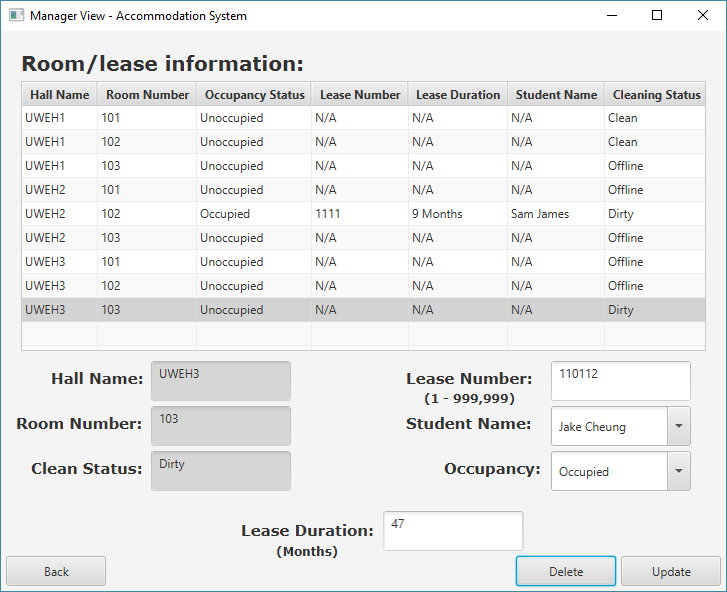 Manager View - Accommodation System
Room/lease information:
Hall Name Room Number Occupancy Status Lease Number Lease Duration Student Name Cleaning Status
UWEH1 101 Unoccupied N/A N/A N/A Clean
UWEH1 102 Unoccupied N/A N/A N/A Clean
UWEH1 103 Unoccupied N/A N/A N/A Offline
UWEH2 101 Unoccupied N/A N/A N/A Offline
UWEH2 102 Occupied 1111 9 Months Sam James Dirty
UWEH2 103 Unoccupied N/A N/A N/A Offline
UWEH3 101 Unoccupied N/A N/A N/A Offline
UWEH3 102 Unoccupied N/A N/A N/A Offline
UWEH3 103 Unoccupied N/A N/A N/A Dirty
Hall Name: UWEH3 Lease Number: 110112
(1 - 999,999)
Room Number: 103 Student Name: Jake Cheung
Clean Status: Dirty Occupancy: Occupied
Lease Duration: 47
(Months)
Back Delete Update